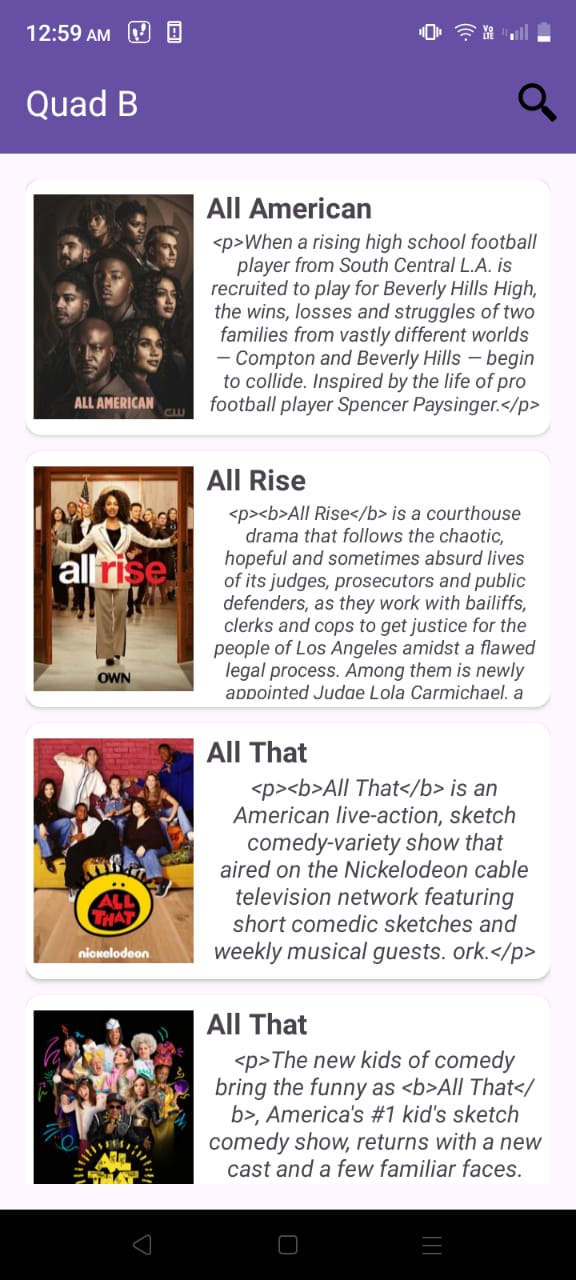 12:59 AM
Vo
LTE
Quad B
All American
<p>When a rising high school football
player from South Central L.A. is
recruited to play for Beverly Hills High,
the wins, losses and struggles of two
families from vastly different worlds
— Compton and Beverly Hills — begin
to collide. Inspired by the life of pro
football player Spencer Paysinger.</p>
ALL AMERICAN
CW
All Rise
<p><b>All Rise</b> is a courthouse
drama that follows the chaotic,
hopeful and sometimes absurd lives
of its judges, prosecutors and public
defenders, as they work with bailiffs,
clerks and cops to get justice for the
people of Los Angeles amidst a flawed
legal process. Among them is newly
appointed Judge Lola Carmichael, a
allrise
OWN
All That
<p><b>All That</b> is an
American live-action, sketch
comedy-variety show that
aired on the Nickelodeon cable
television network featuring
short comedic sketches and
weekly musical guests. ork.</p>
ALL
THAT
nickelodeon
All That
<p>The new kids of comedy
bring the funny as <b>All That</
b>, America's #1 kid's sketch
comedy show, returns with a new
cast and a few familiar faces.
ALL
THAT